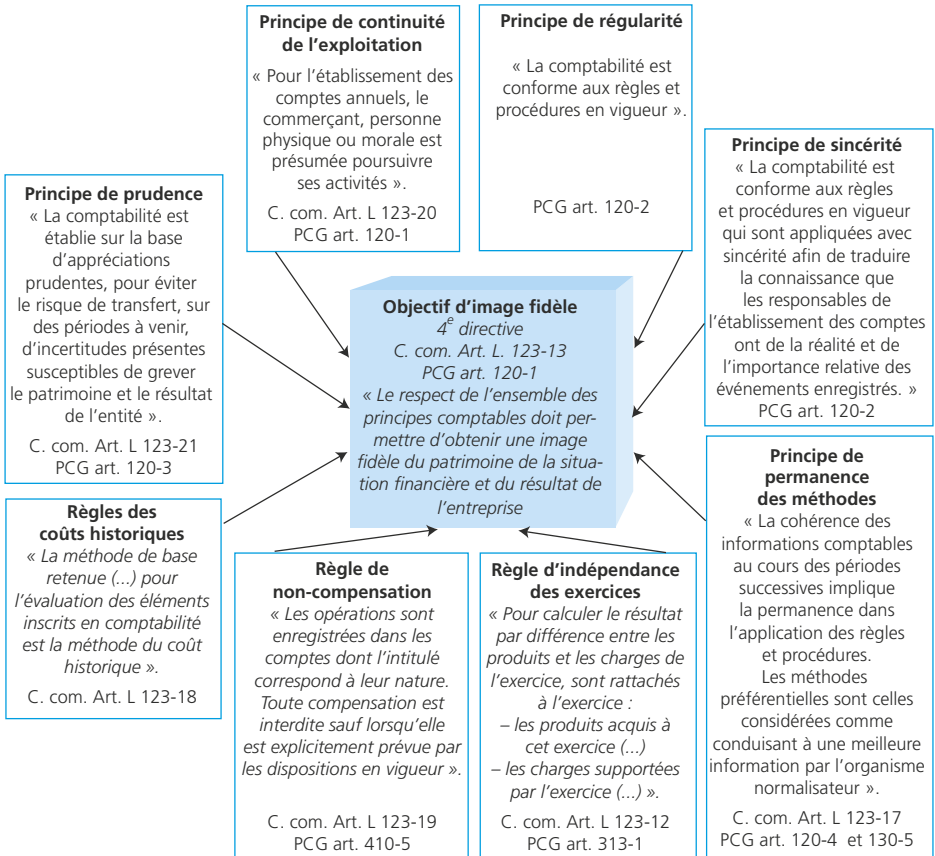 Principe de continuité
de l’exploitation
« Pour l’établissement des
comptes annuels, le
commerçant, personne
physique ou morale est
présumée poursuivre
ses activités ».
C. com. Art. L 123-20
PCG art. 120-1
Principe de régularité
« La comptabilité est
conforme aux règles et
procédures en vigueur ».
PCG art. 120-2
Principe de sincérité
« La comptabilité est
conforme aux règles
et procédures en vigueur
qui sont appliquées avec
sincérité afin de traduire
la connaissance que
les responsables de
l’établissement des comptes
ont de la réalité et de
l’importance relative des
événements enregistrés. »
PCG art. 120-2
Principe de prudence
« La comptabilité est
établie sur la base
d’appréciations
prudentes, pour éviter
le risque de transfert, sur
des périodes à venir,
d’incertitudes présentes
susceptibles de grever
le patrimoine et le résultat
de l’entité ».
C. com. Art. L 123-21
PCG art. 120-3
Objectif d’image fidèle
4e directive
C. com. Art. L. 123-13
PCG art. 120-1
« Le respect de l’ensemble des
principes comptables doit per-
mettre d’obtenir une image
fidèle du patrimoine de la situa-
tion financière et du résultat de
l’entreprise
Principe de
permanence
des méthodes
« La cohérence des
informations comptables
au cours des périodes
successives implique
la permanence dans
l’application des règles
et procédures.
Les méthodes
préférentielles sont celles
considérées comme
conduisant à une meilleure
information par l’organisme
normalisateur ».
C. com. Art. L 123-17
PCG art. 120-4 et 130-5
Règles des
coûts historiques
« La méthode de base
retenue (...) pour
l’évaluation des éléments
inscrits en comptabilité
est la méthode du coût
historique ».
C. com. Art. L 123-18
Règle de
non-compensation
« Les opérations sont
enregistrées dans les
comptes dont l’intitulé
correspond à leur nature.
Toute compensation est
interdite sauf lorsqu’elle
est explicitement prévue par
les dispositions en vigueur ».
C. com. Art. L 123-19
PCG art. 410-5
Règle d’indépendance
des exercices
« Pour calculer le résultat
par différence entre les
produits et les charges de
l’exercice, sont rattachés
à l’exercice :
– les produits acquis à
cet exercice (...)
– les charges supportées
par l’exercice (...) ».
C. com. Art. L 123-12
PCG art. 313-1